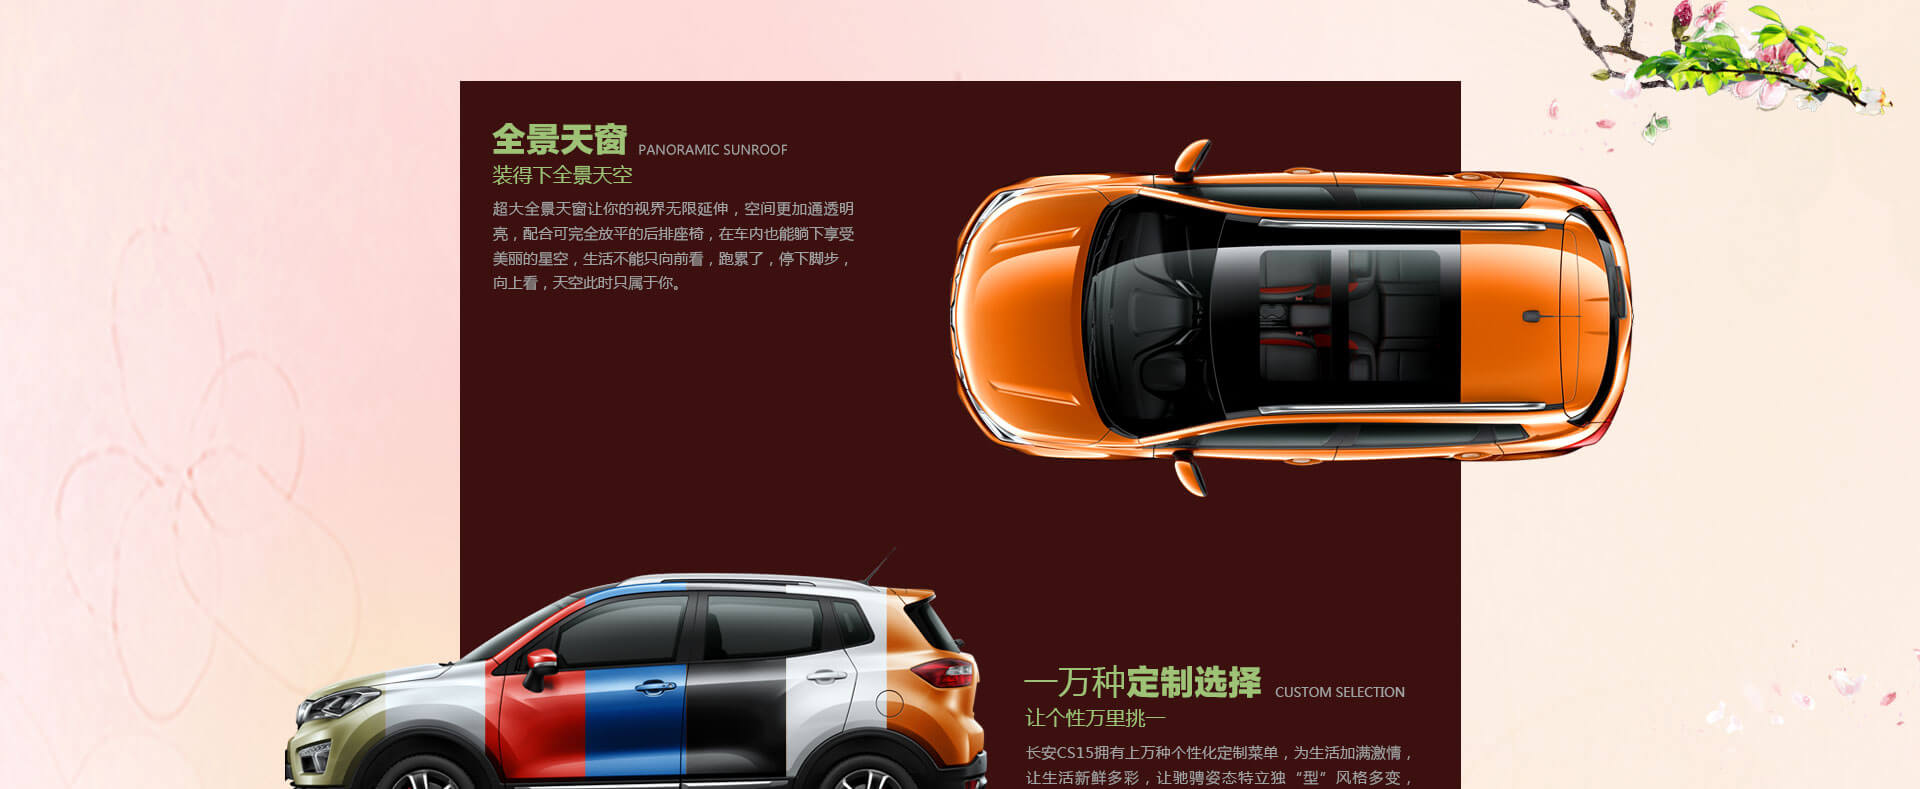 全景天窗 PANORAMIC SUNROOF
装得下全景天空
超大全景天窗让你的视界无限延伸，空间更加通透明
亮，配合可完全放平的后排座椅，在车内也能躺下享受
美丽的星空，生活不能只向前看，跑累了，停下脚步，
向上看，天空此时只属于你。
一万种定制选择 CUSTOM SELECTION
让个性万里挑一
长安CS15拥有上万种个性化定制菜单，为生活加满激情，
让生活新鲜多彩，让驰骋姿态特立独“型”风格多变，